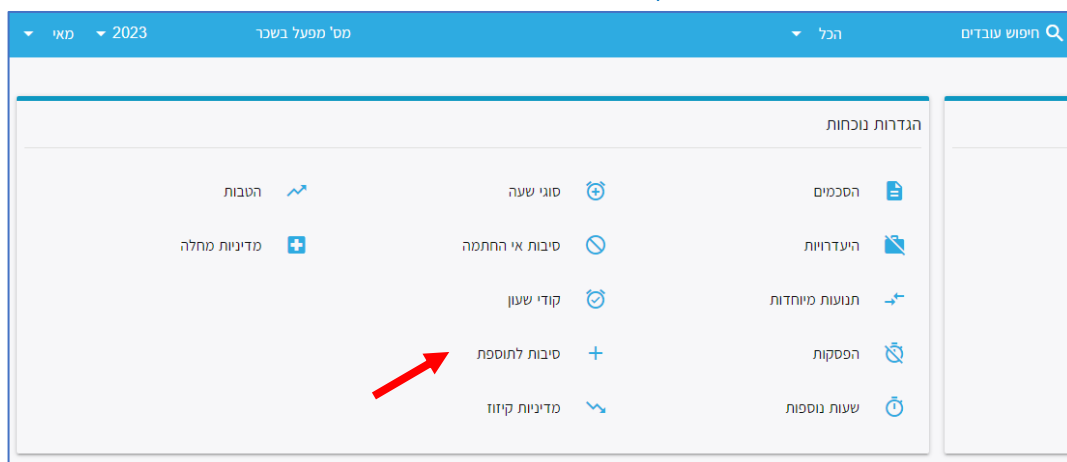 חיפוש עובדים
הכל
מס' מפעל בשכר
2023
מאי
הגדרות נוכחות
הסכמים
סוגי שעה
הטבות
היעדרויות
סיבות אי החתמה
מדיניות מחלה
תנועות מיוחדות
קודי שעון
הפסקות
סיבות לתוספת
שעות נוספות
מדיניות קיזוז